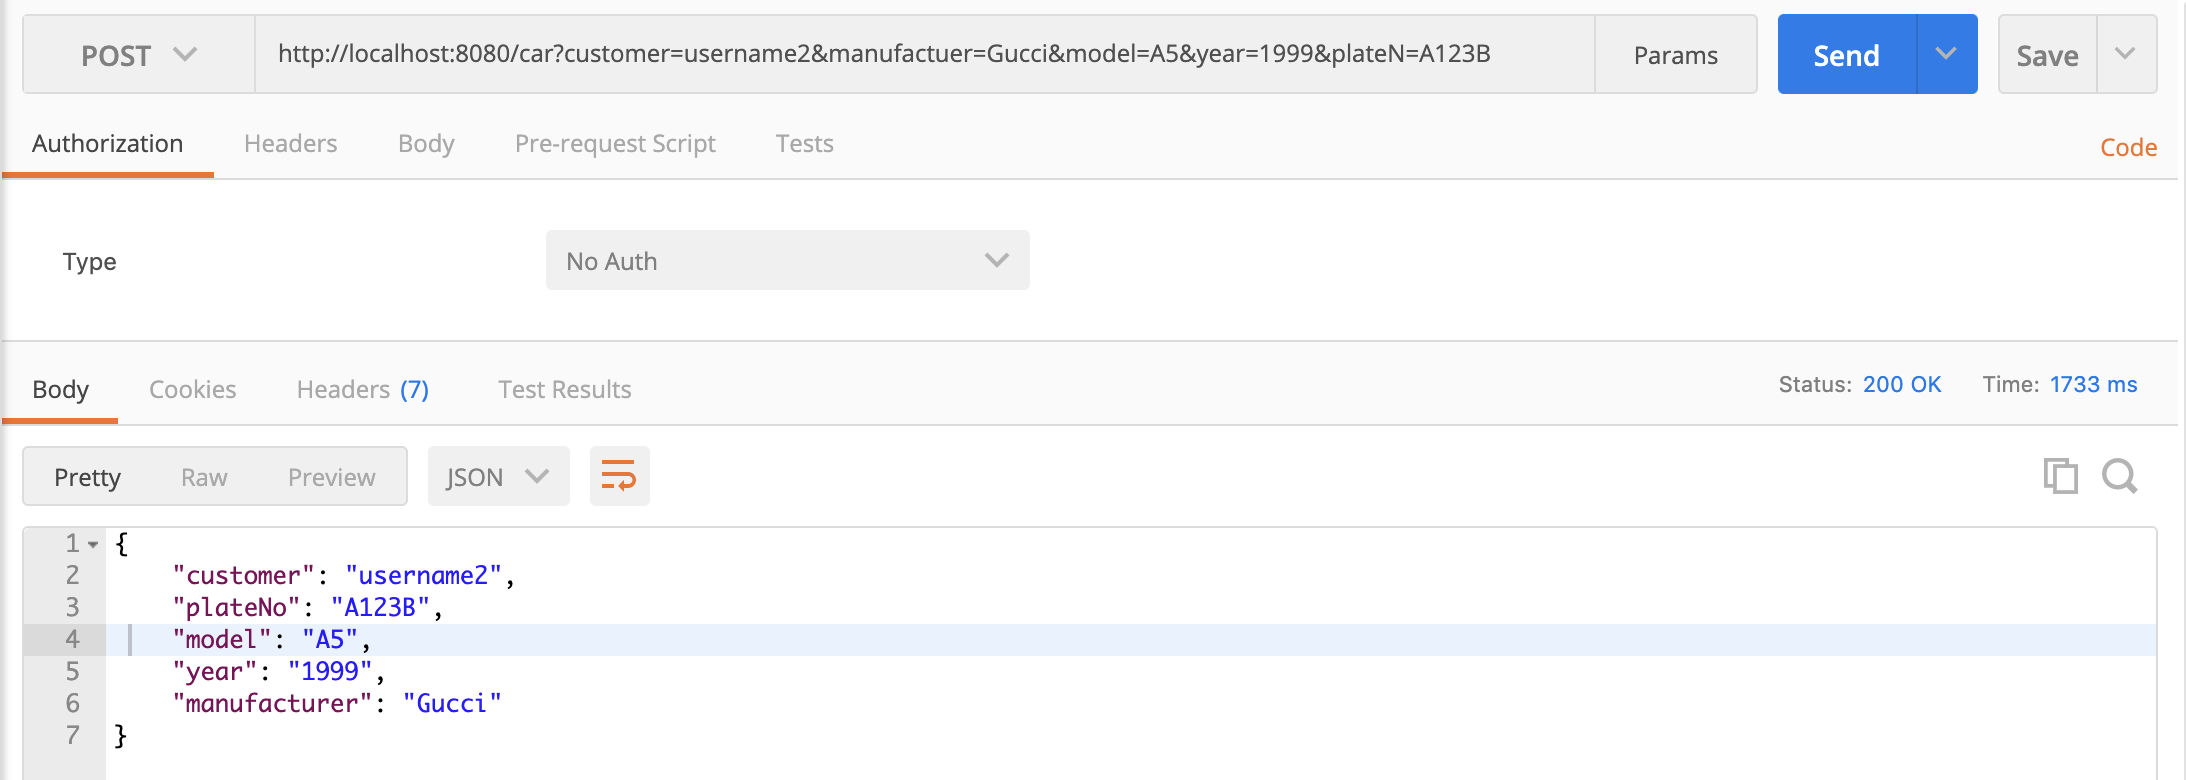 POST http://localhost:8080/car?customer=username2&manufactuer=Gucci&model=A5&year=1999&plateN=A123B Params Send Save
Authorization Headers Body Pre-request Script Tests Code
Type No Auth
Body Cookies Headers (7) Test Results Status: 200 OK Time: 1733 ms
Pretty Raw Preview JSON
1 {
2 "customer": "username2",
3 "plateNo": "A123B",
4 "model": "A5",
5 "year": "1999",
6 "manufacturer": "Gucci"
7 }